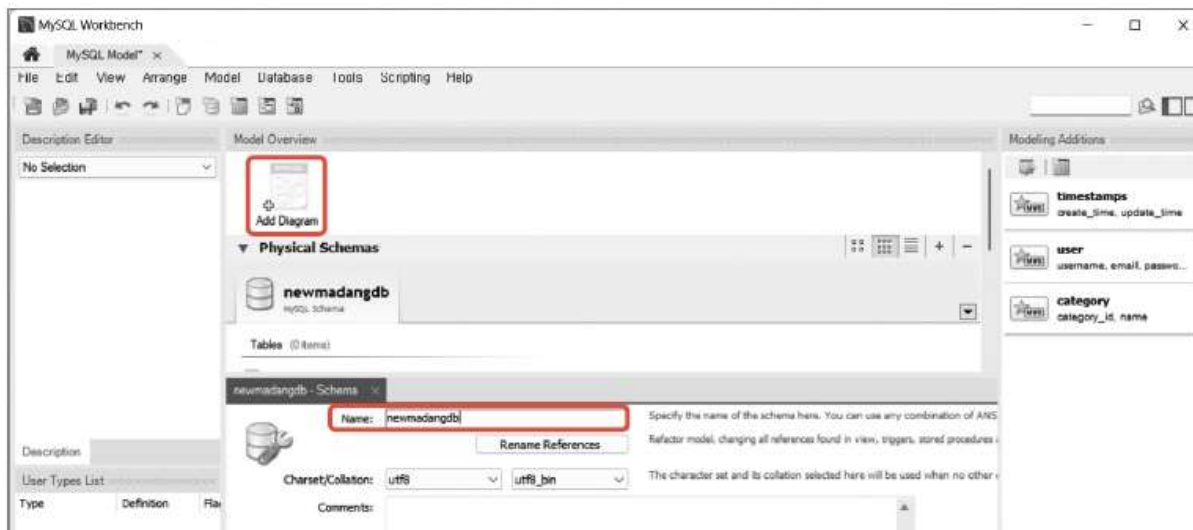 MySQL Workbench
MySQL Model* ×
File Edit View Arrange Model Database Tools Scripting Help
Description Editor
No Selection
Model Overview
Add Diagram
Physical Schemas
newmadangdb
MySQL Schema
Tables (0 items)
newmadangdb - Schema ×
Name: newmadangdb
Specify the name of the schema here. You can use any combination of ANS
Rename References
Refactor model, changing all references found in view, triggers, stored procedures
Charset/Collation: utf8 utf8_bin
The character set and its collation selected here will be used when no other
Comments:
Description
User Types List
Type Definition Flag
Modeling Additions
timestamps
create_time, update_time
user
username, email, passwo...
category
category_id, name